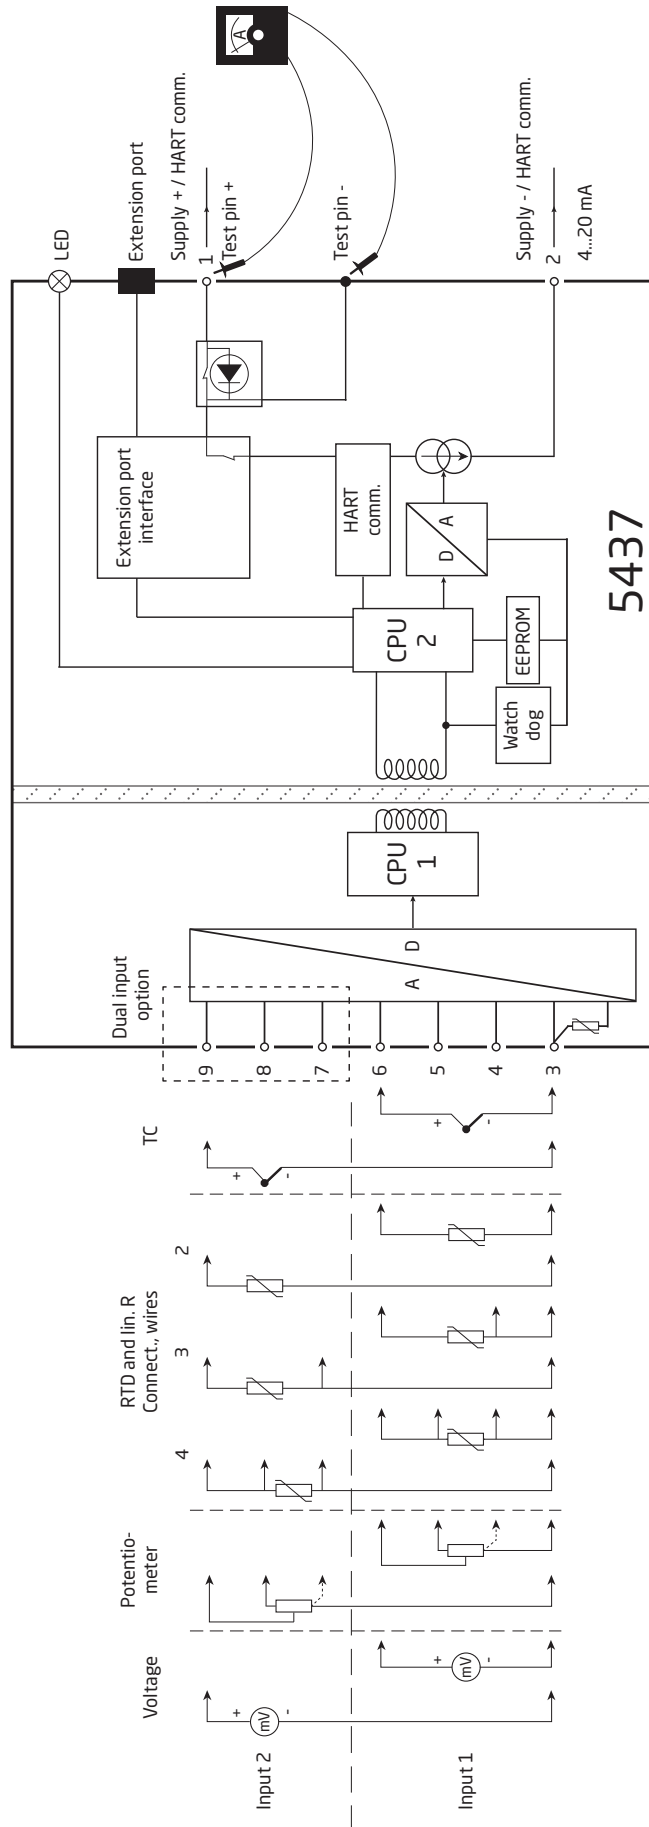 Voltage
Potentio-
meter
RTD and lin. R
Connect., wires
4
3
2
TC
Dual input
option
Input 2
Input 1
+
-
mV
+
-
mV
+
-
+
-
9
8
7
6
5
4
3
A
D
CPU
1
CPU
2
Watch
dog
EEPROM
D
A
HART
comm.
Extension port
interface
LED
Extension port
Supply + / HART comm.
1
Test pin +
Test pin -
Supply - / HART comm.
2
4...20 mA
A
5437